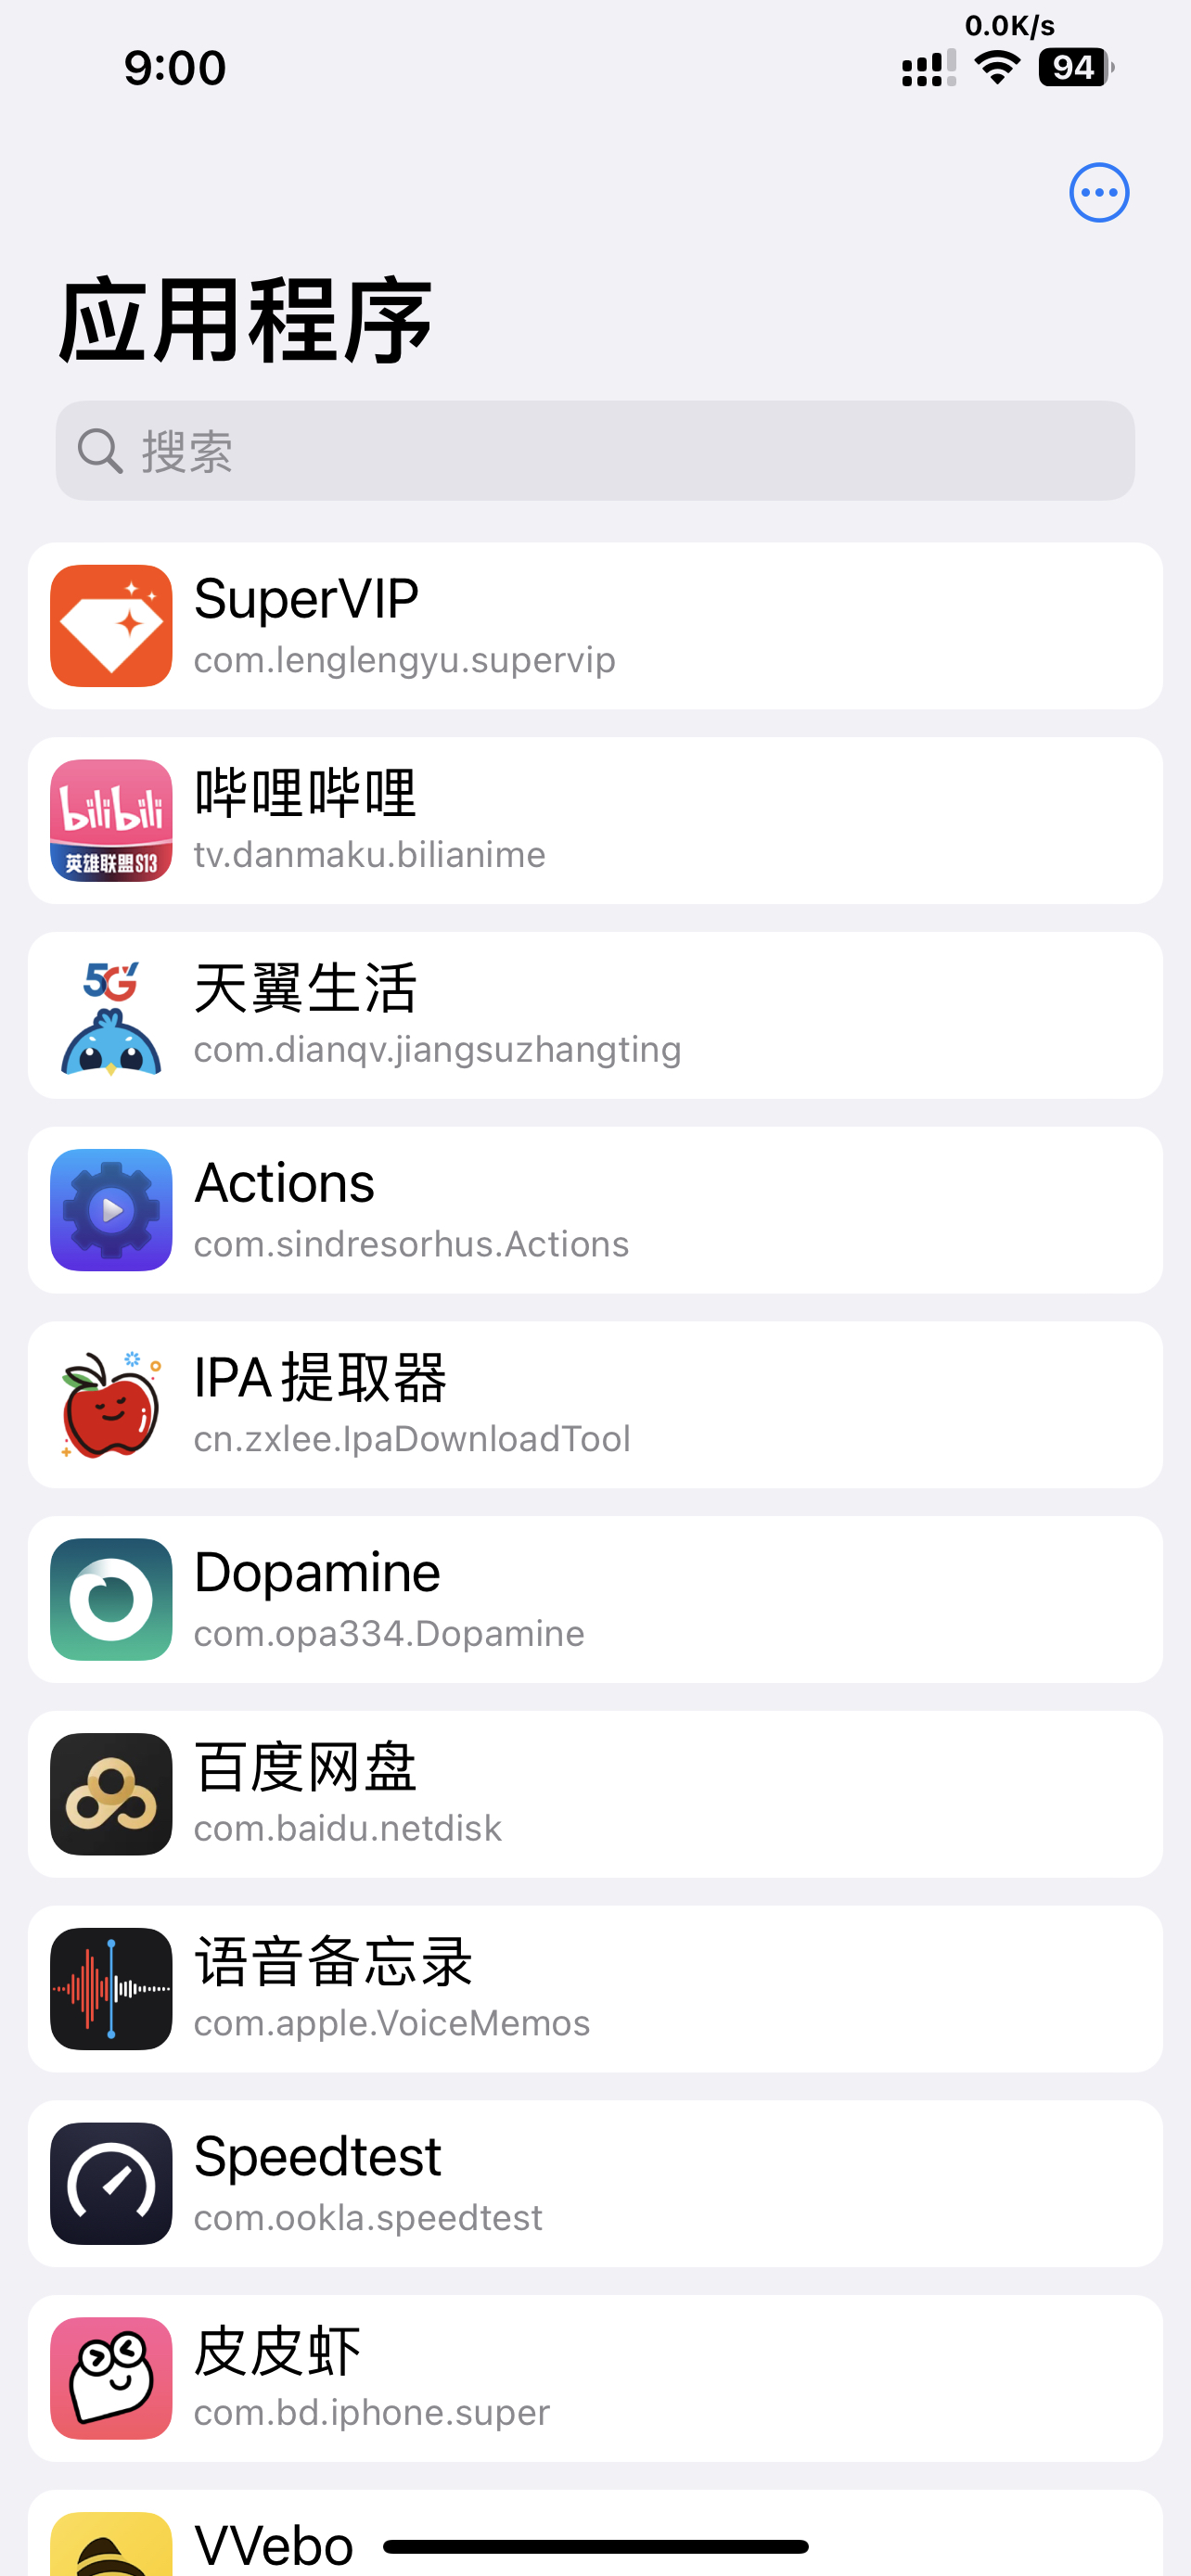 0.0K/s
9:00
94
应用程序
搜索
SuperVIP
com.lenglengyu.supervip
bilibili
英雄联盟S13
哔哩哔哩
tv.danmaku.bilianime
5G
天翼生活
com.dianqv.jiangsuzhangting
Actions
com.sindresorhus.Actions
IPA提取器
cn.zxlee.IpaDownloadTool
Dopamine
com.opa334.Dopamine
百度网盘
com.baidu.netdisk
语音备忘录
com.apple.VoiceMemos
Speedtest
com.ookla.speedtest
皮皮虾
com.bd.iphone.super
VVebo